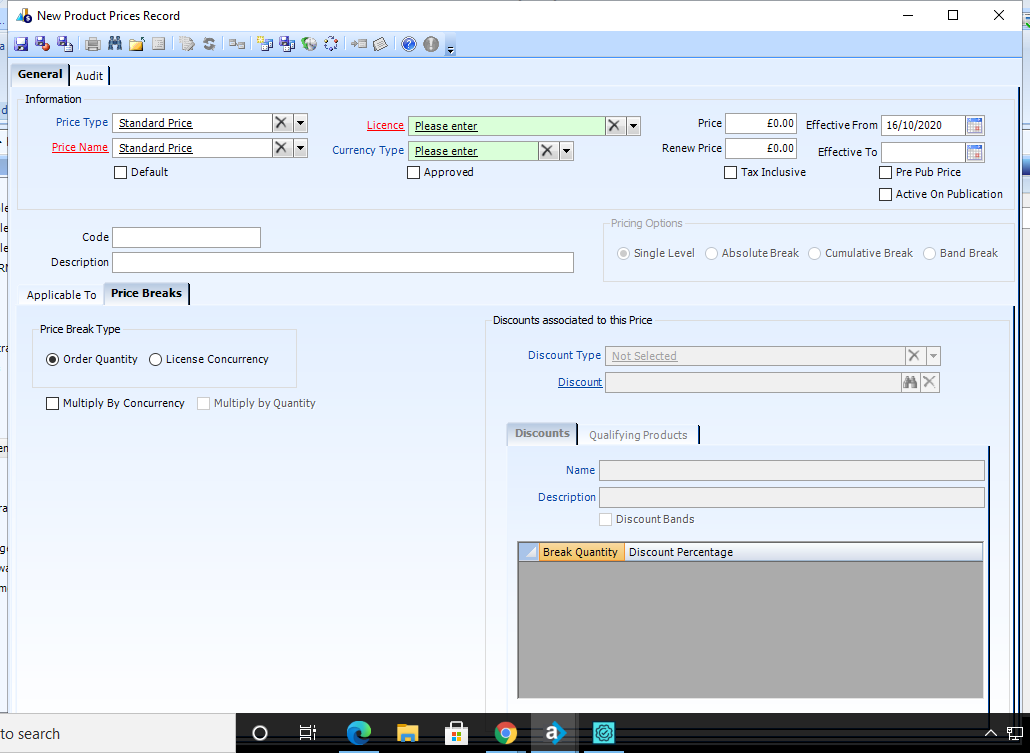 New Product Prices Record
General
Audit
Information
Price Type Standard Price
Licence Please enter
Price £0.00
Effective From 16/10/2020
Price Name Standard Price
Currency Type Please enter
Renew Price £0.00
Effective To
Default
Approved
Tax Inclusive
Pre Pub Price
Active On Publication
Code
Description
Pricing Options
Single Level
Absolute Break
Cumulative Break
Band Break
Applicable To
Price Breaks
Price Break Type
Order Quantity
License Concurrency
Multiply By Concurrency
Multiply by Quantity
Discounts associated to this Price
Discount Type Not Selected
Discount
Discounts
Qualifying Products
Name
Description
Discount Bands
Break Quantity
Discount Percentage
to search